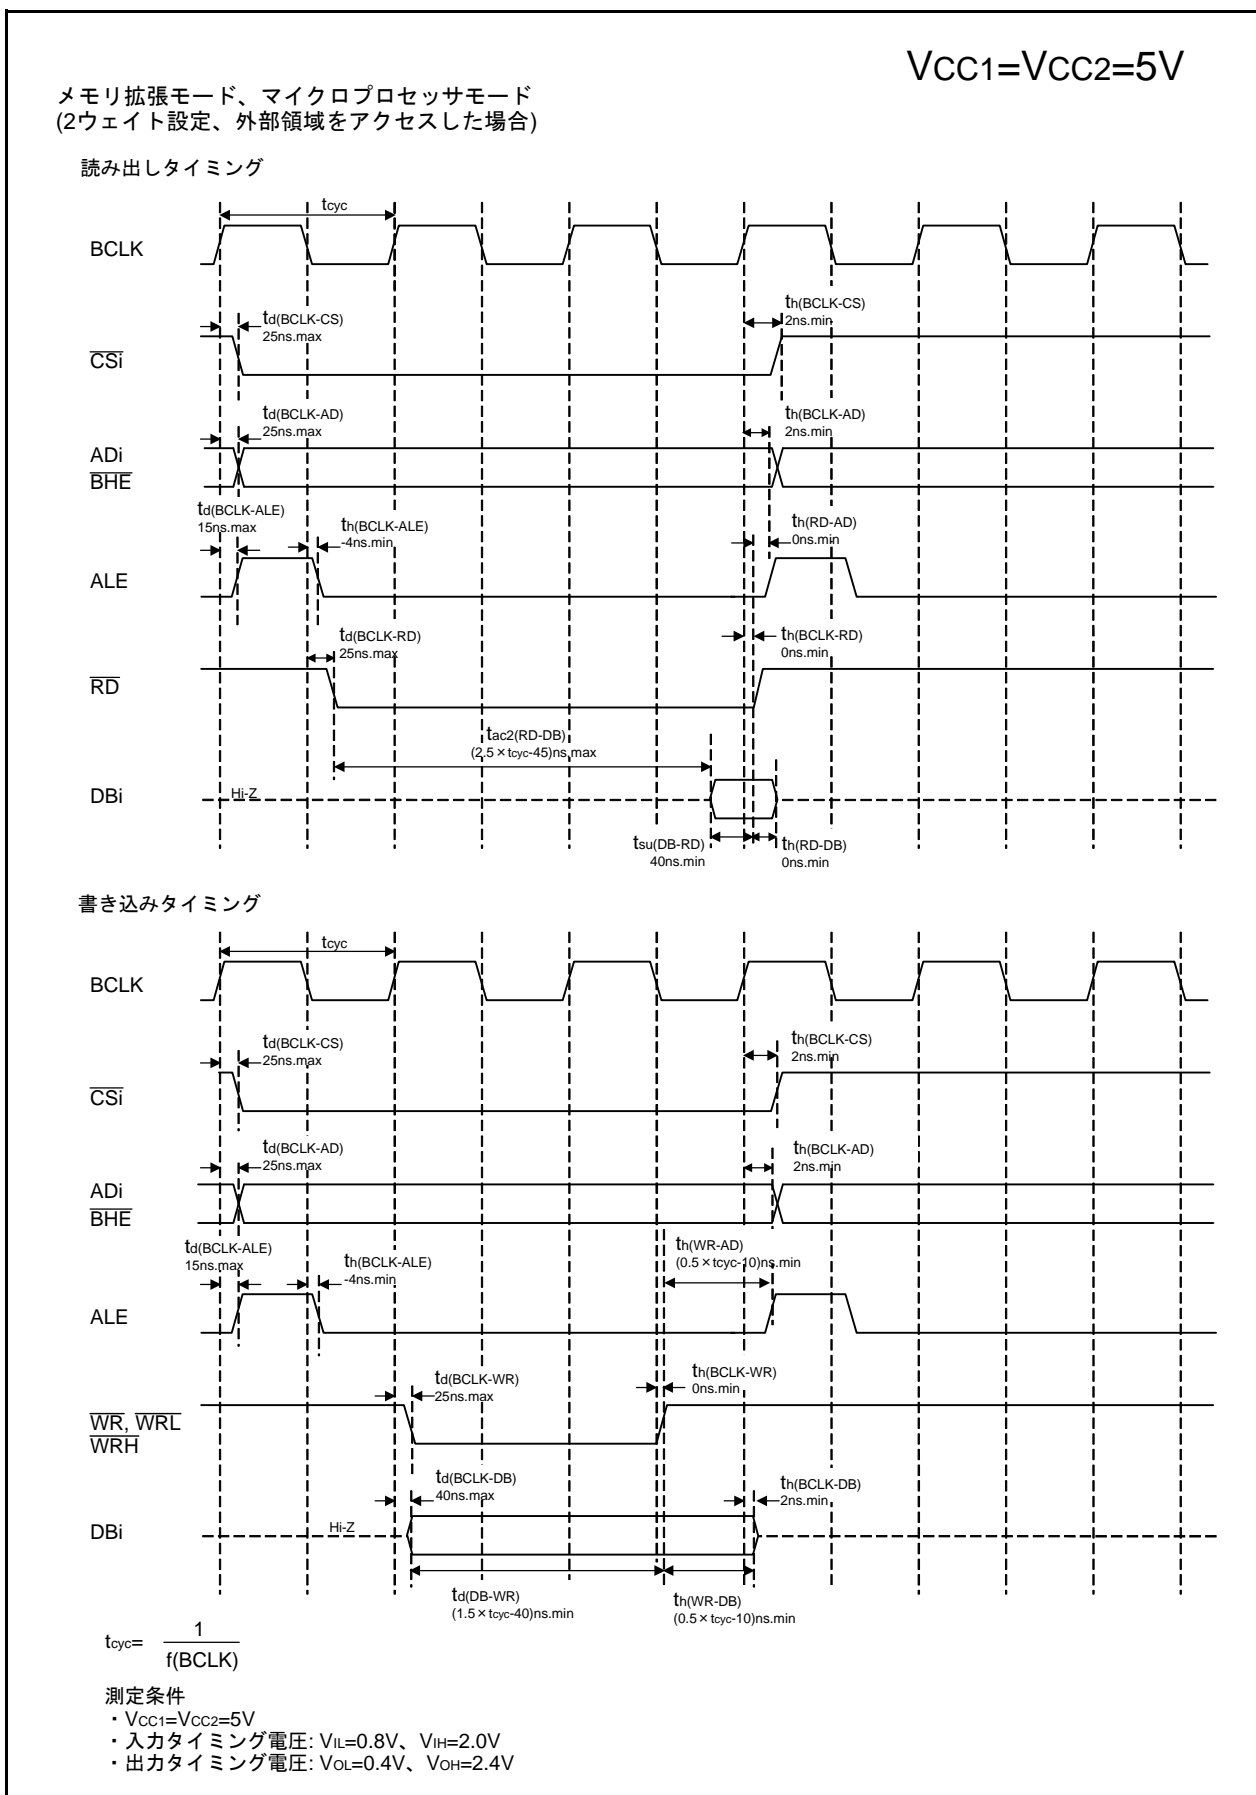 VCC1=VCC2=5V
メモリ拡張モード、マイクロプロセッサモード
(2ウェイト設定、外部領域をアクセスした場合)
読み出しタイミング
tcyc
BCLK
td(BCLK-CS)
25ns.max
th(BCLK-CS)
2ns.min
CSi
td(BCLK-AD)
25ns.max
th(BCLK-AD)
2ns.min
ADi
BHE
td(BCLK-ALE)
15ns.max
th(BCLK-ALE)
-4ns.min
th(RD-AD)
0ns.min
ALE
td(BCLK-RD)
25ns.max
th(BCLK-RD)
0ns.min
RD
tac2(RD-DB)
(2.5×tcyc-45)ns.max
DBi
Hi-Z
tsu(DB-RD)
40ns.min
th(RD-DB)
0ns.min
書き込みタイミング
tcyc
BCLK
td(BCLK-CS)
25ns.max
th(BCLK-CS)
2ns.min
CSi
td(BCLK-AD)
25ns.max
th(BCLK-AD)
2ns.min
ADi
BHE
td(BCLK-ALE)
15ns.max
th(BCLK-ALE)
-4ns.min
th(WR-AD)
(0.5×tcyc-10)ns.min
ALE
td(BCLK-WR)
25ns.max
th(BCLK-WR)
0ns.min
WR, WRL
WRH
td(BCLK-DB)
40ns.max
th(BCLK-DB)
2ns.min
DBi
Hi-Z
td(DB-WR)
(1.5×tcyc-40)ns.min
th(WR-DB)
(0.5×tcyc-10)ns.min
tcyc= 1
f(BCLK)
測定条件
・VCC1=VCC2=5V
・入力タイミング電圧: VIL=0.8V、VIH=2.0V
・出力タイミング電圧: VOL=0.4V、VOH=2.4V